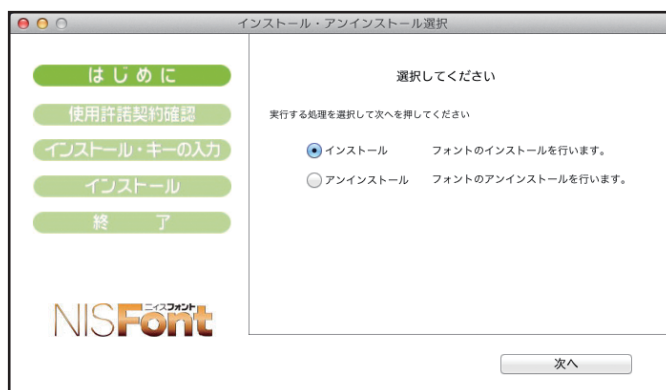 インストール・アンインストール選択
はじめに
使用許諾契約確認
インストール・キーの入力
インストール
終 了
NISFont
ニィスフォント
選択してください
実行する処理を選択して次へを押してください
インストール フォントのインストールを行います。
アンインストール フォントのアンインストールを行います。
次へ